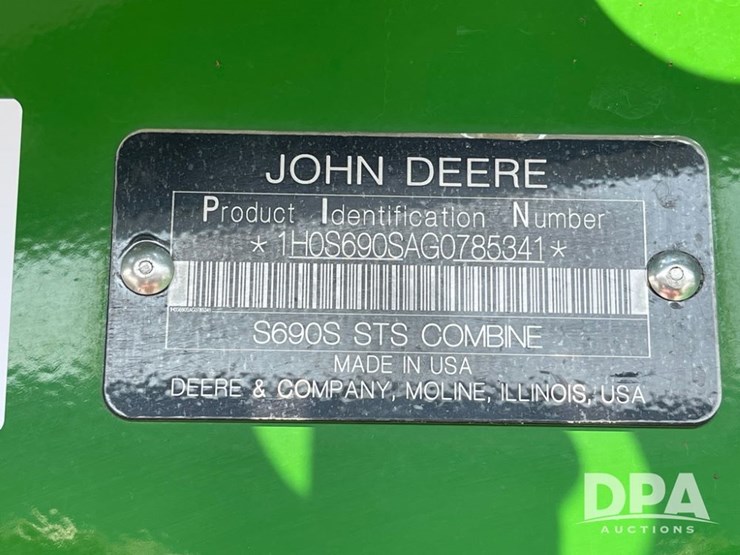 JOHN DEERE
Product Identification Number
*1H0S690SAG0785341*
S690S STS COMBINE
MADE IN USA
DEERE & COMPANY, MOLINE, ILLINOIS, USA
DPA
AUCTIONS